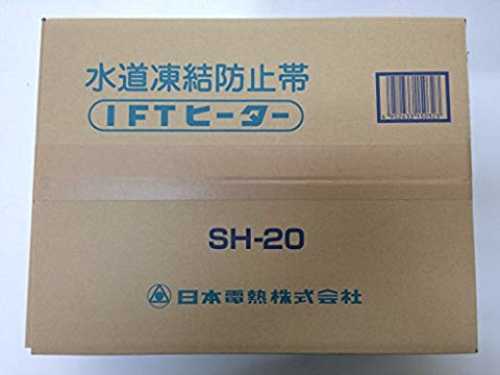 水道凍結防止帯
IFTヒーター
SH-20
日本電熱株式会社